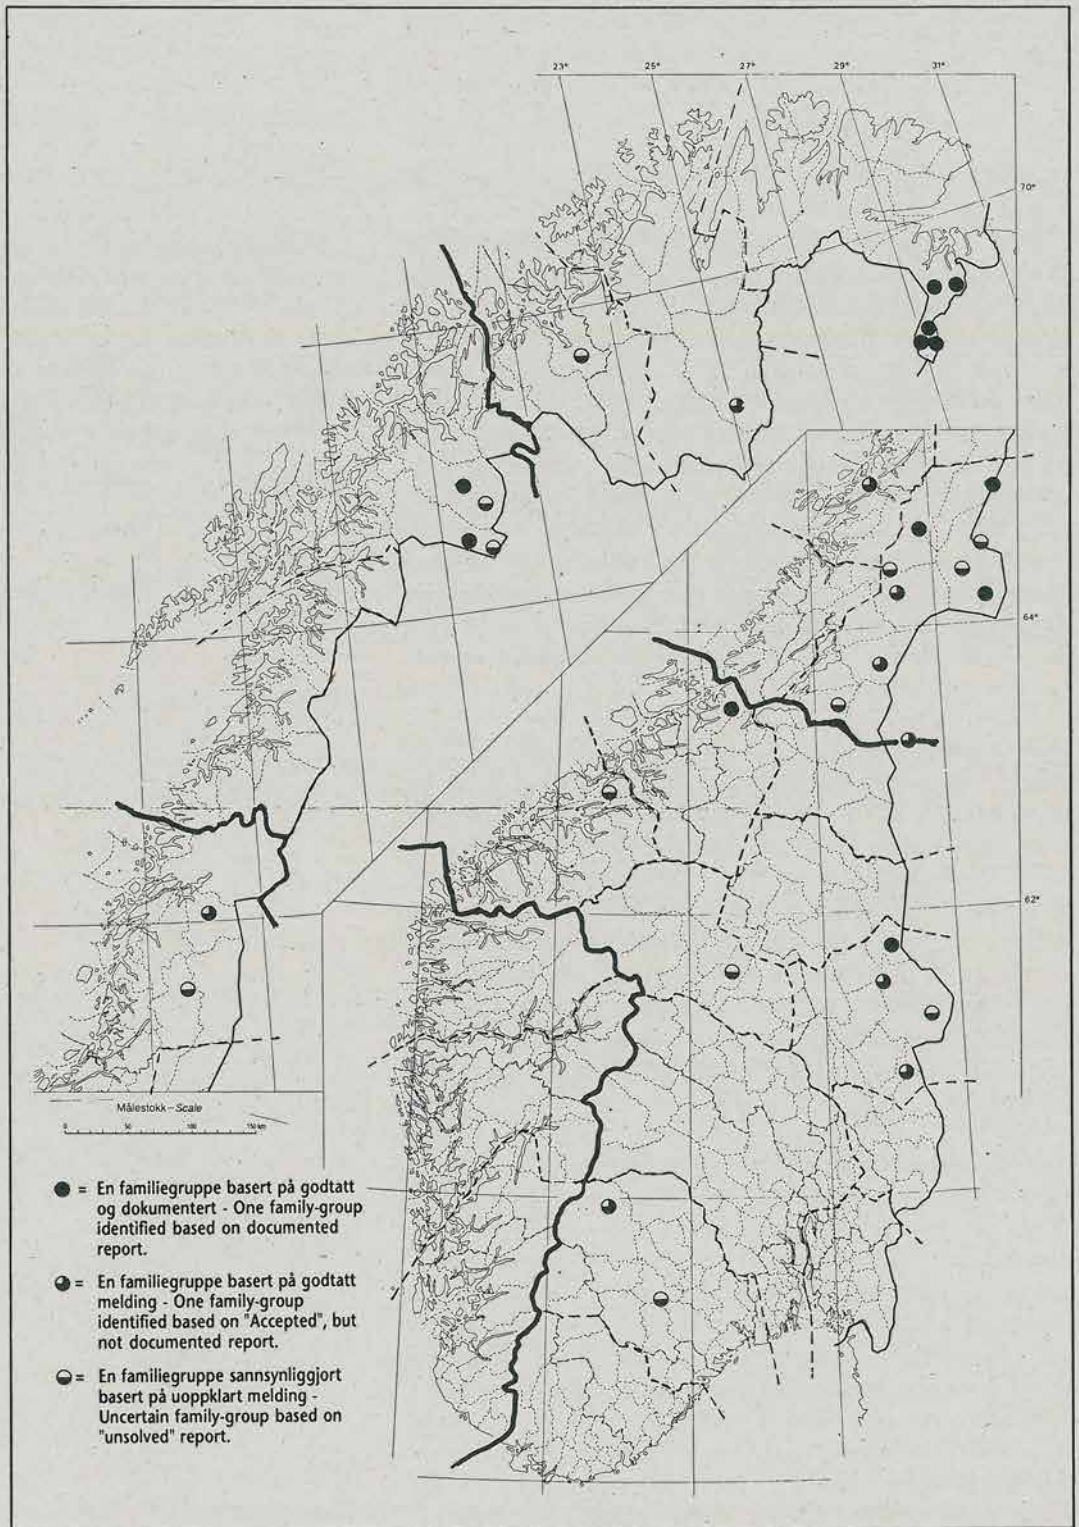 23° 25° 27° 29° 31°
70°
64°
62°
Målestokk – Scale
0 50 100 150 km
● = En familiegruppe basert på godtatt
og dokumentert - One family-group
identified based on documented
report.
◕ = En familiegruppe basert på godtatt
melding - One family-group
identified based on "Accepted", but
not documented report.
◒ = En familiegruppe sannsynliggjort
basert på uoppklart melding -
Uncertain family-group based on
"unsolved" report.